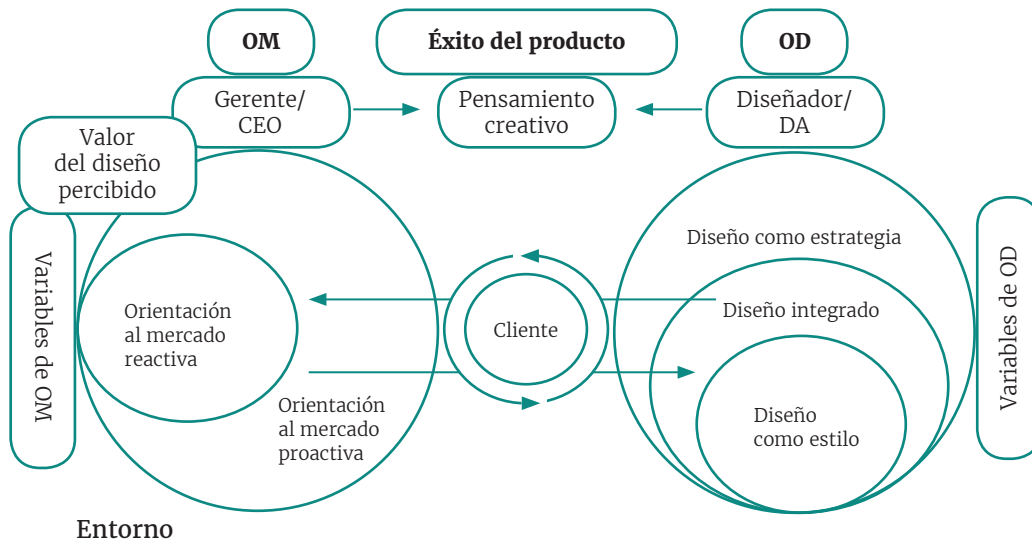 OM
Éxito del producto
OD
Gerente/
CEO
Pensamiento
creativo
Diseñador/
DA
Valor
del diseño
percibido
Variables de OM
Orientación
al mercado
reactiva
Orientación
al mercado
proactiva
Cliente
Diseño como estrategia
Diseño integrado
Diseño
como estilo
Variables de OD
Entorno